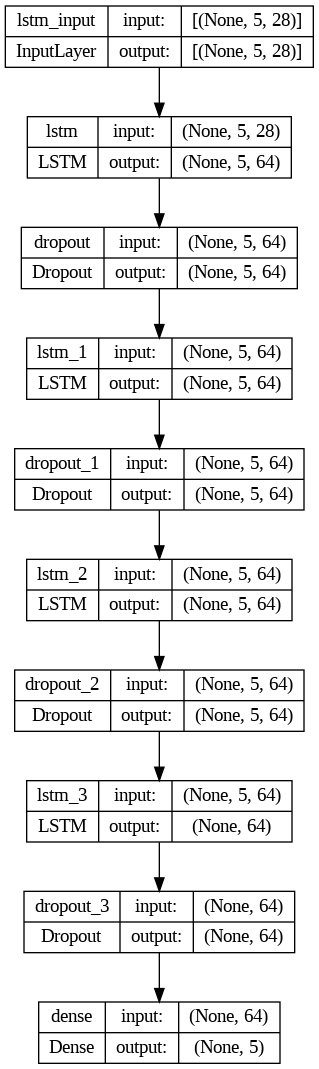 lstm_input input: [(None, 5, 28)]
InputLayer output: [(None, 5, 28)]
lstm input: (None, 5, 28)
LSTM output: (None, 5, 64)
dropout input: (None, 5, 64)
Dropout output: (None, 5, 64)
lstm_1 input: (None, 5, 64)
LSTM output: (None, 5, 64)
dropout_1 input: (None, 5, 64)
Dropout output: (None, 5, 64)
lstm_2 input: (None, 5, 64)
LSTM output: (None, 5, 64)
dropout_2 input: (None, 5, 64)
Dropout output: (None, 5, 64)
lstm_3 input: (None, 5, 64)
LSTM output: (None, 64)
dropout_3 input: (None, 64)
Dropout output: (None, 64)
dense input: (None, 64)
Dense output: (None, 5)